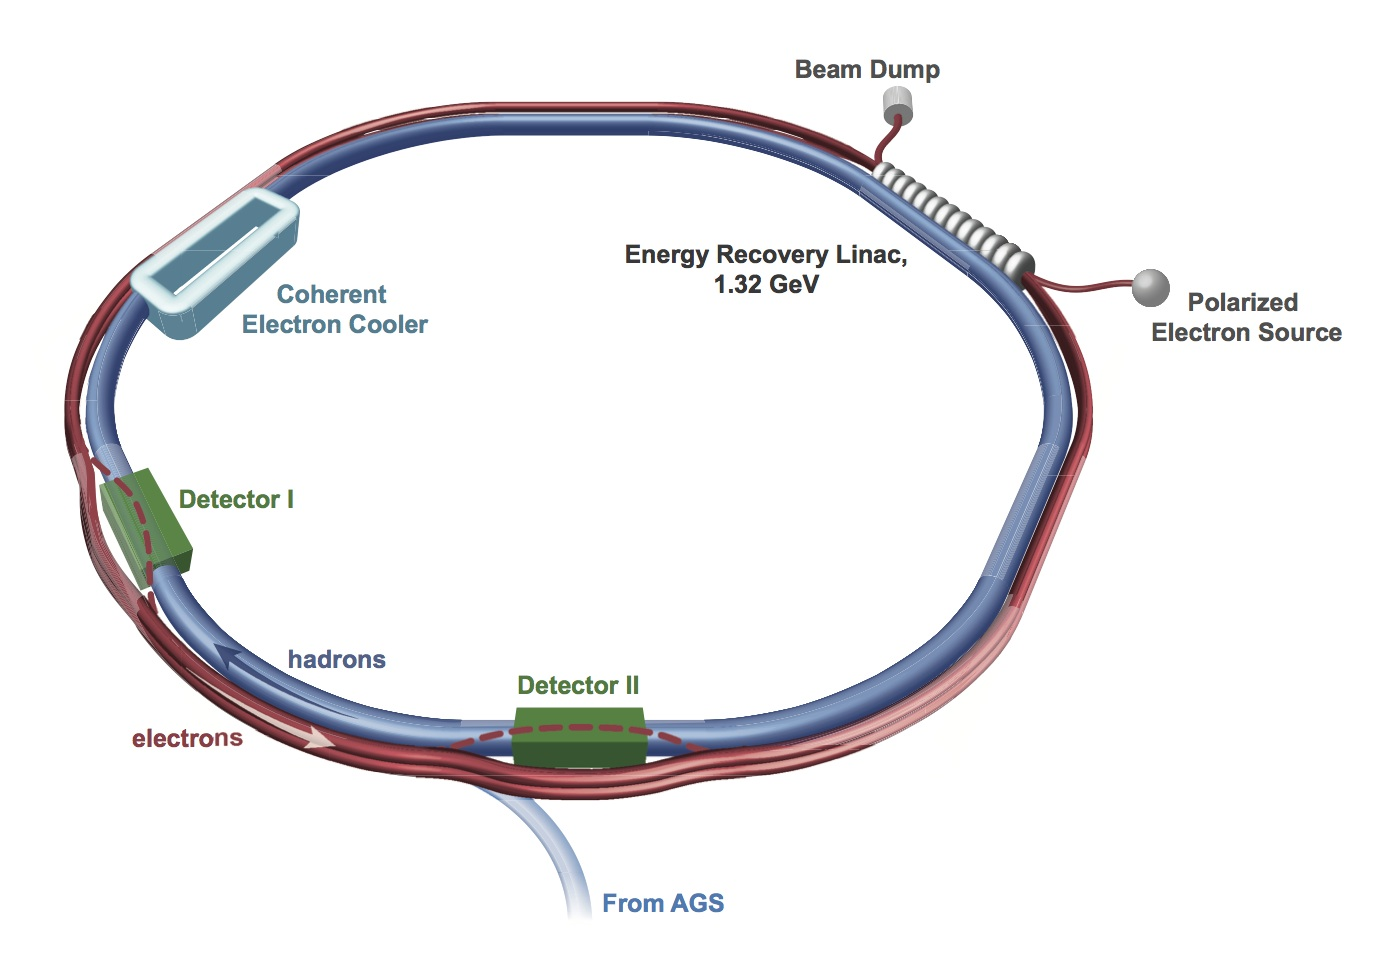 Beam Dump
Energy Recovery Linac,
1.32 GeV
Polarized
Electron Source
Coherent
Electron Cooler
Detector I
hadrons
Detector II
electrons
From AGS